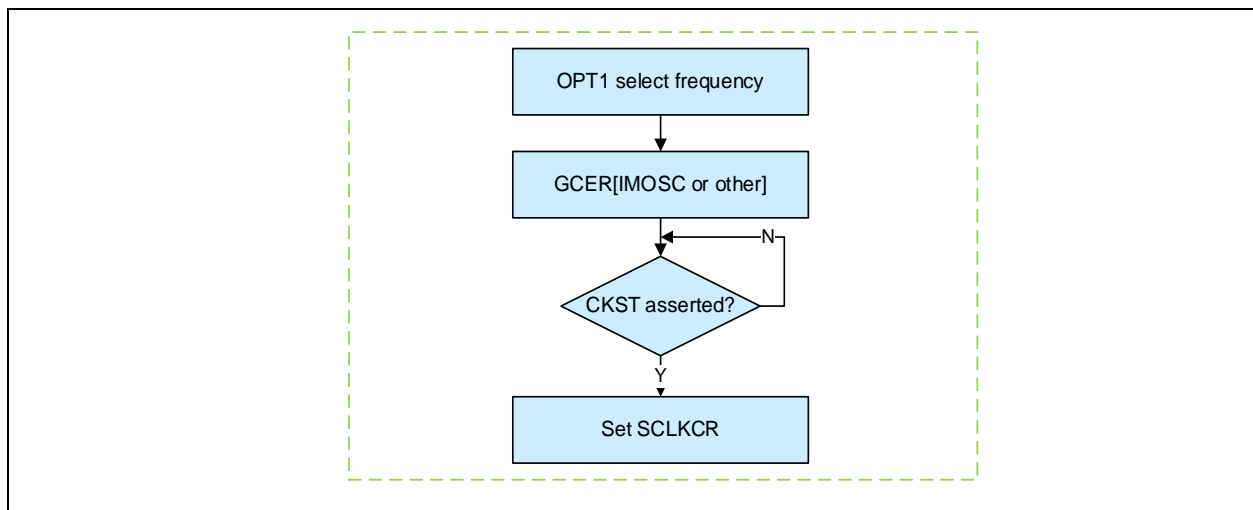 OPT1 select frequency
GCER[IMOSC or other]
N
CKST asserted?
Y
Set SCLKCR